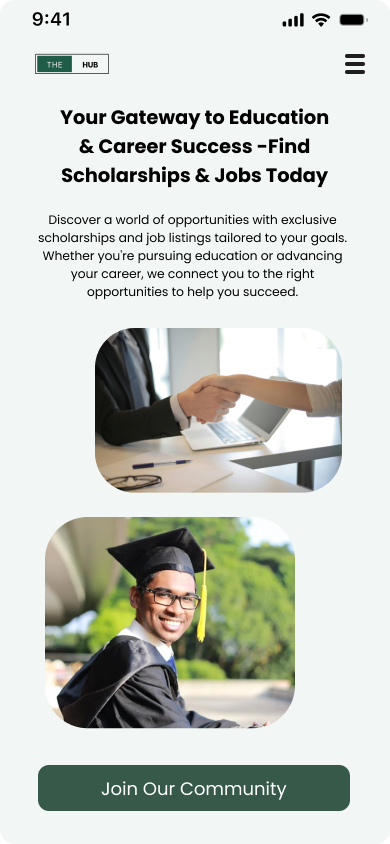 9:41
THE HUB
Your Gateway to Education
& Career Success -Find
Scholarships & Jobs Today
Discover a world of opportunities with exclusive
scholarships and job listings tailored to your goals.
Whether you're pursuing education or advancing
your career, we connect you to the right
opportunities to help you succeed.
Join Our Community